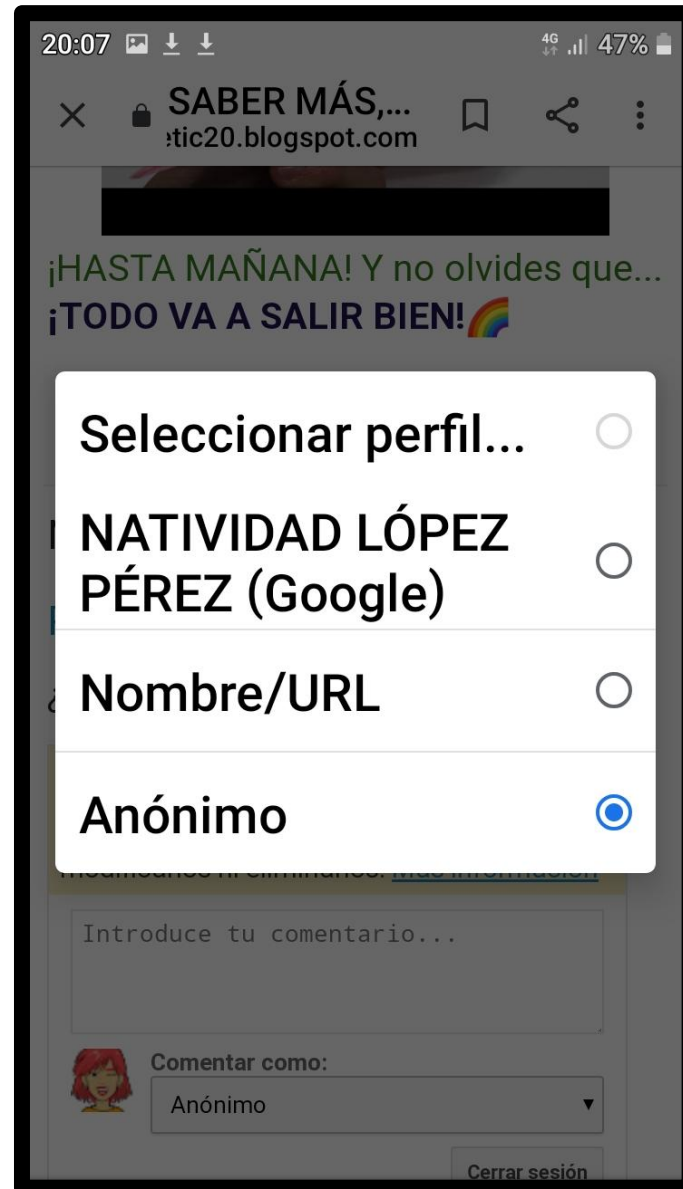 20:07
4G
47%
SABER MÁS,...
etic20.blogspot.com
¡HASTA MAÑANA! Y no olvides que...
¡TODO VA A SALIR BIEN!
Seleccionar perfil...
NATIVIDAD LÓPEZ
PÉREZ (Google)
Nombre/URL
Anónimo
Introduce tu comentario...
Comentar como:
Anónimo
Cerrar sesión